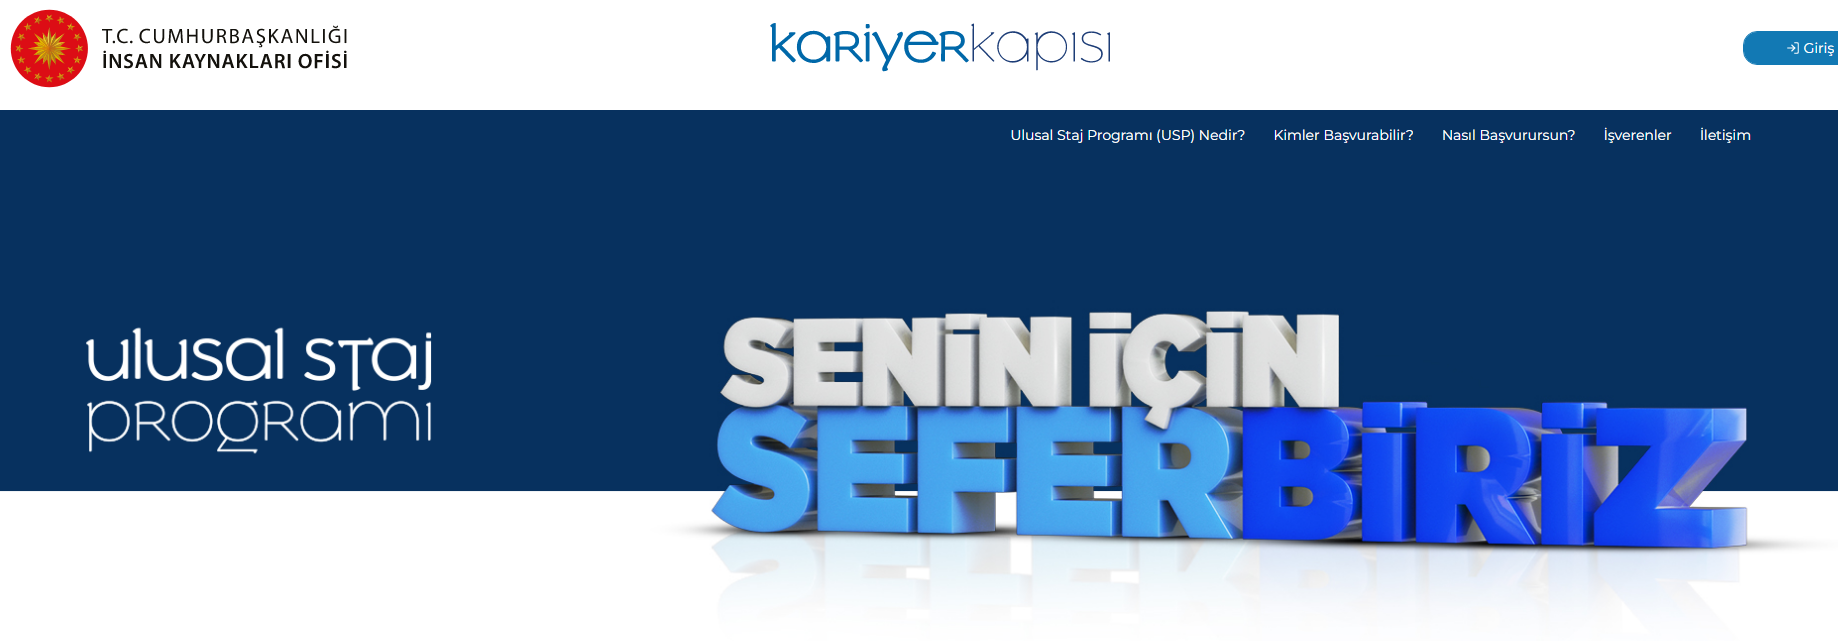 T.C. CUMHURBAŞKANLIĞI
İNSAN KAYNAKLARI OFİSİ
kariyerkapısı
Giriş
Ulusal Staj Programı (USP) Nedir? Kimler Başvurabilir? Nasıl Başvurursun? İşverenler İletişim
ulusal staj
programı
SENİN İÇİN
SEFERBİRİZ